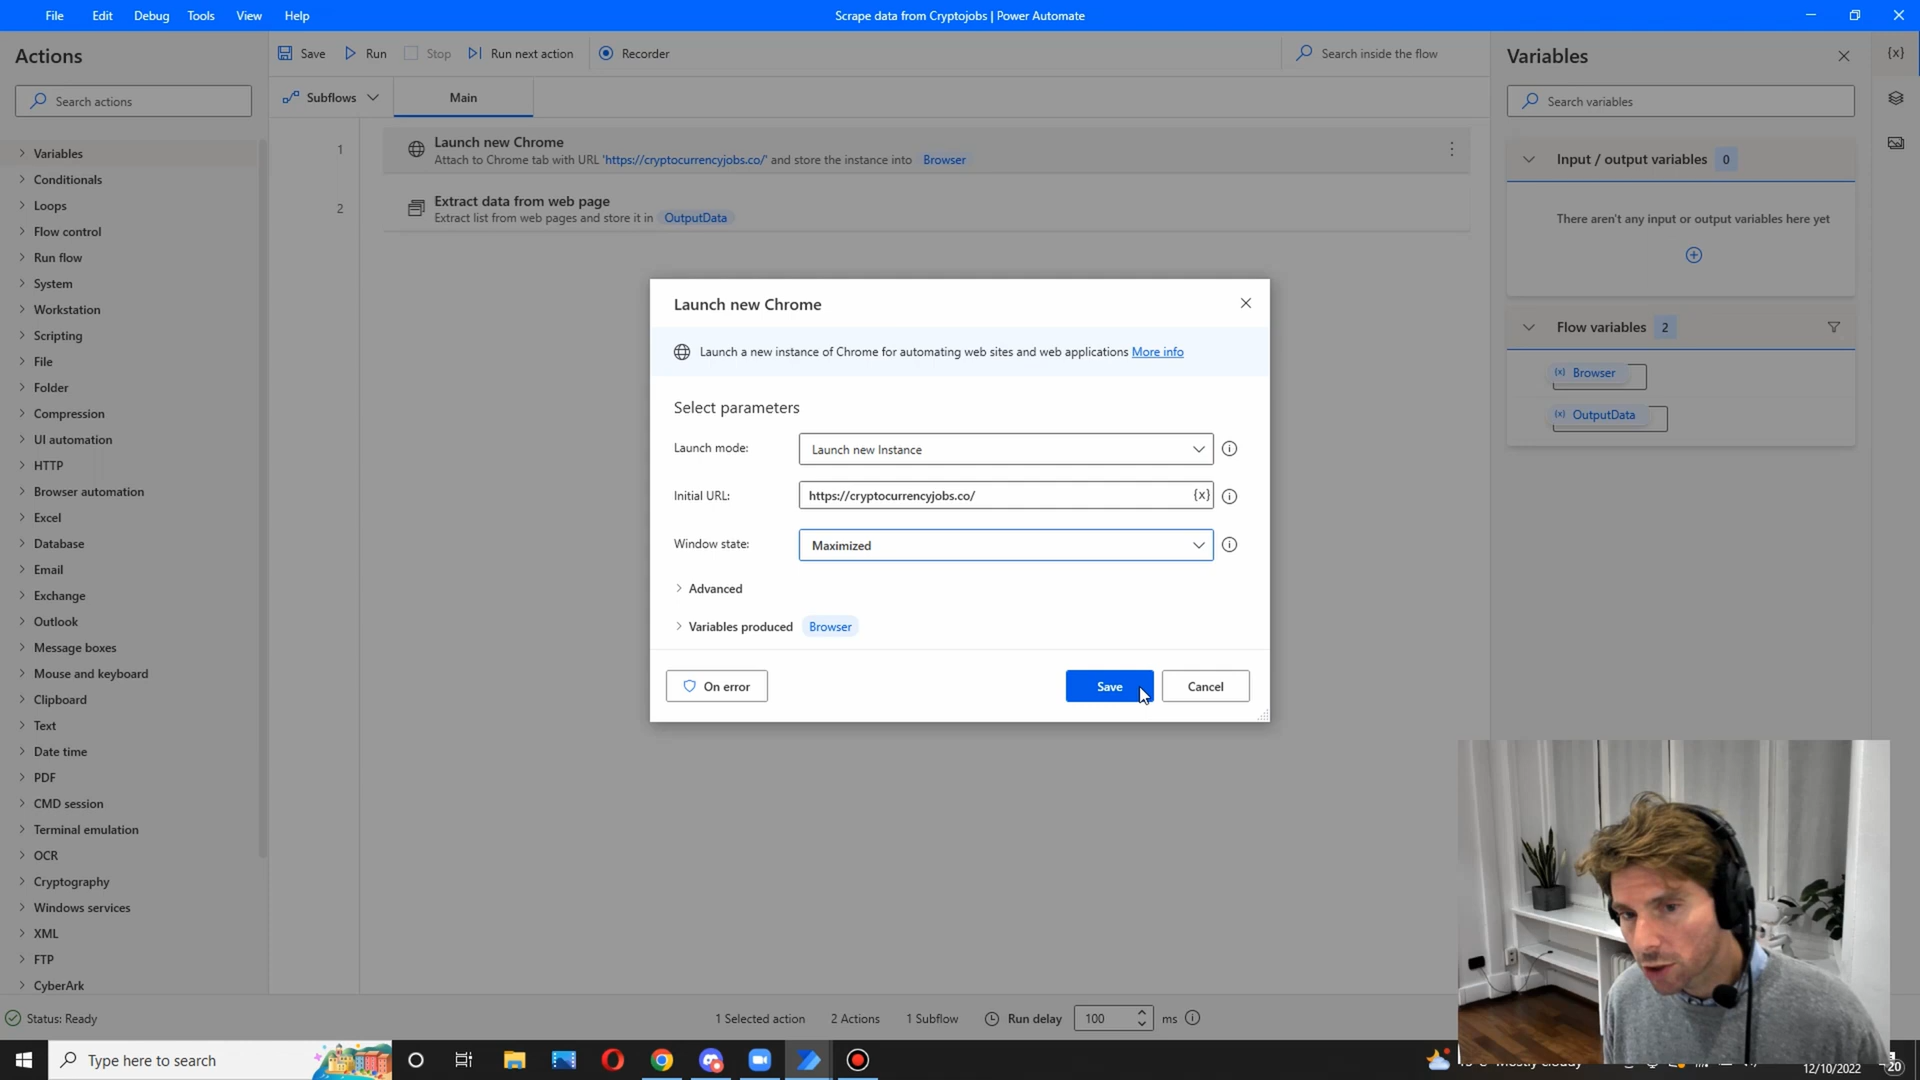 File Edit Debug Tools View Help
Scrape data from Cryptojobs | Power Automate
Actions
Search actions
Variables
Conditionals
Loops
Flow control
Run flow
System
Workstation
Scripting
File
Folder
Compression
UI automation
HTTP
Browser automation
Excel
Database
Email
Exchange
Outlook
Message boxes
Mouse and keyboard
Clipboard
Text
Date time
PDF
CMD session
Terminal emulation
OCR
Cryptography
Windows services
XML
FTP
CyberArk
Save Run Stop Run next action Recorder
Search inside the flow
Subflows Main
1 Launch new Chrome
Attach to Chrome tab with URL 'https://cryptocurrencyjobs.co/' and store the instance into Browser
2 Extract data from web page
Extract list from web pages and store it in OutputData
Launch new Chrome
Launch a new instance of Chrome for automating web sites and web applications More info
Select parameters
Launch mode: Launch new Instance
Initial URL: https://cryptocurrencyjobs.co/ {x}
Window state: Maximized
Advanced
Variables produced Browser
On error Save Cancel
Variables
{x}
Search variables
Input / output variables 0
There aren't any input or output variables here yet
Flow variables 2
(x) Browser
(x) OutputData
Status: Ready 1 Selected action 2 Actions 1 Subflow Run delay 100 ms
Type here to search
12/10/2022 20